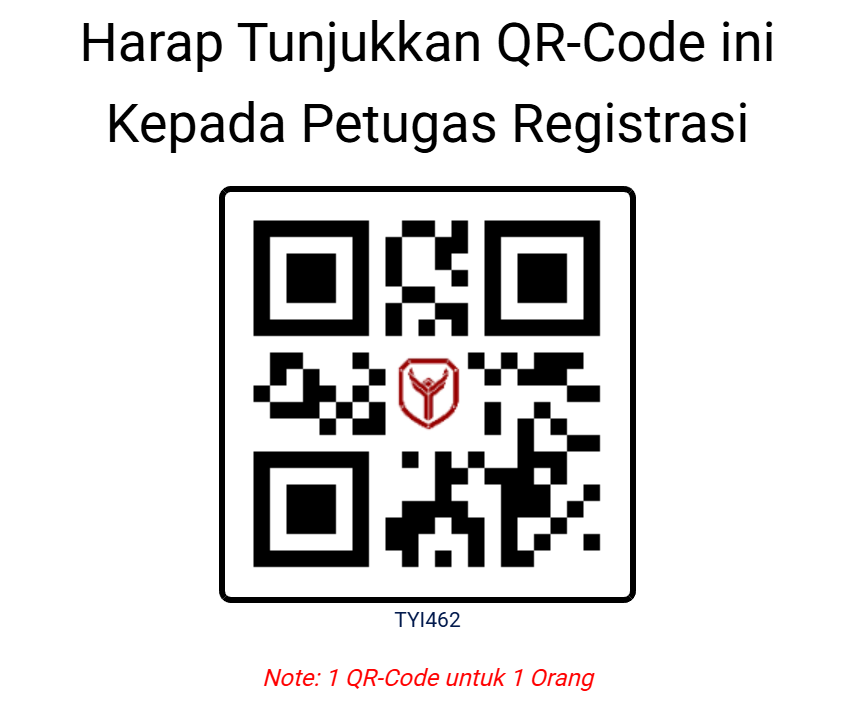 Harap Tunjukkan QR-Code ini
Kepada Petugas Registrasi
TYI462
Note: 1 QR-Code untuk 1 Orang